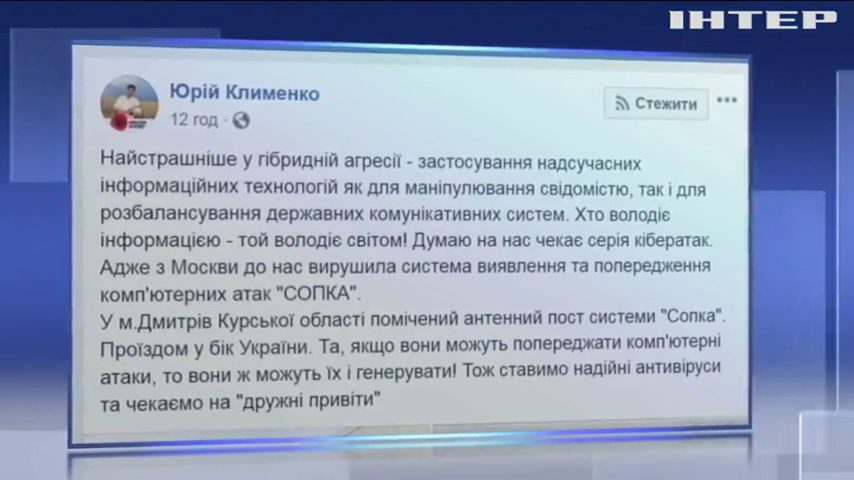 ІНТЕР
Юрій Клименко
12 год ·
Стежити
Найстрашніше у гібридній агресії - застосування надсучасних
інформаційних технологій як для маніпулювання свідомістю, так і для
розбалансування державних комунікативних систем. Хто володіє
інформацією - той володіє світом! Думаю на нас чекає серія кібератак.
Адже з Москви до нас вирушила система виявлення та попередження
комп'ютерних атак "СОПКА".
У м.Дмитрів Курської області помічений антенний пост системи "Сопка".
Проїздом у бік України. Та, якщо вони можуть попереджати комп'ютерні
атаки, то вони ж можуть їх і генерувати! Тож ставимо надійні антивіруси
та чекаємо на "дружні привіти"